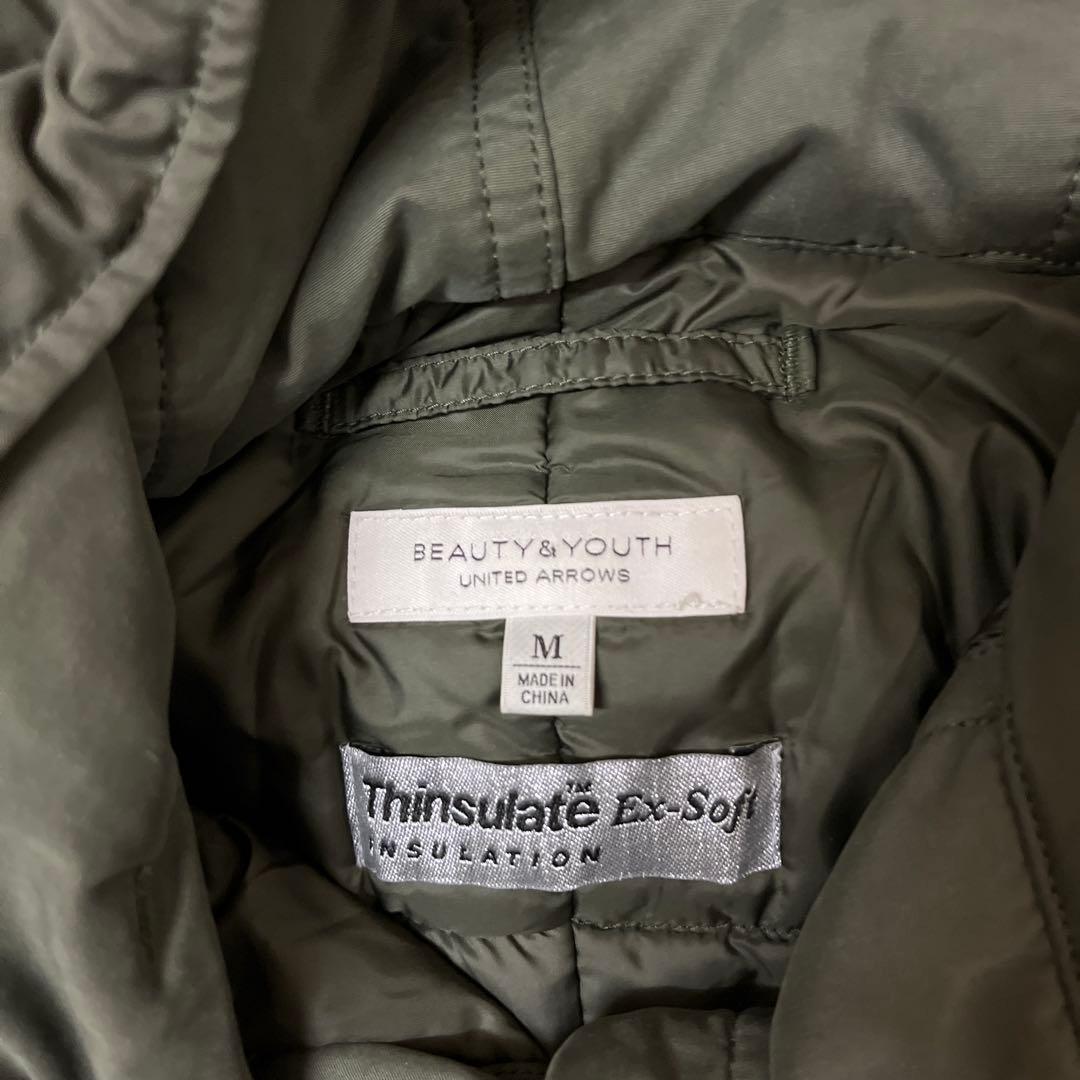 BEAUTY & YOUTH
UNITED ARROWS
M
MADE IN
CHINA
Thinsulate™ Ex-Soft
INSULATION